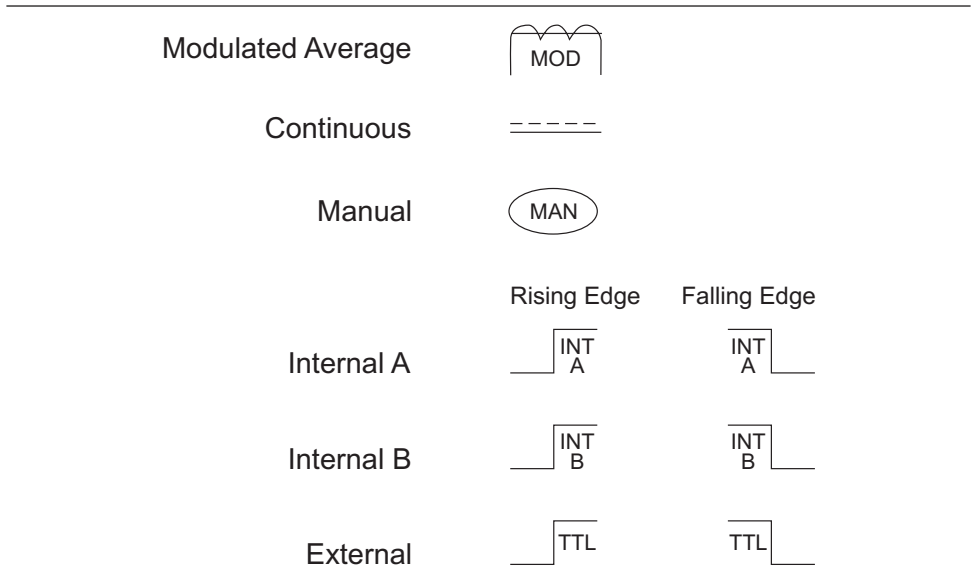 Modulated Average MOD
Continuous
Manual MAN
Rising Edge Falling Edge
Internal A INT A INT A
Internal B INT B INT B
External TTL TTL